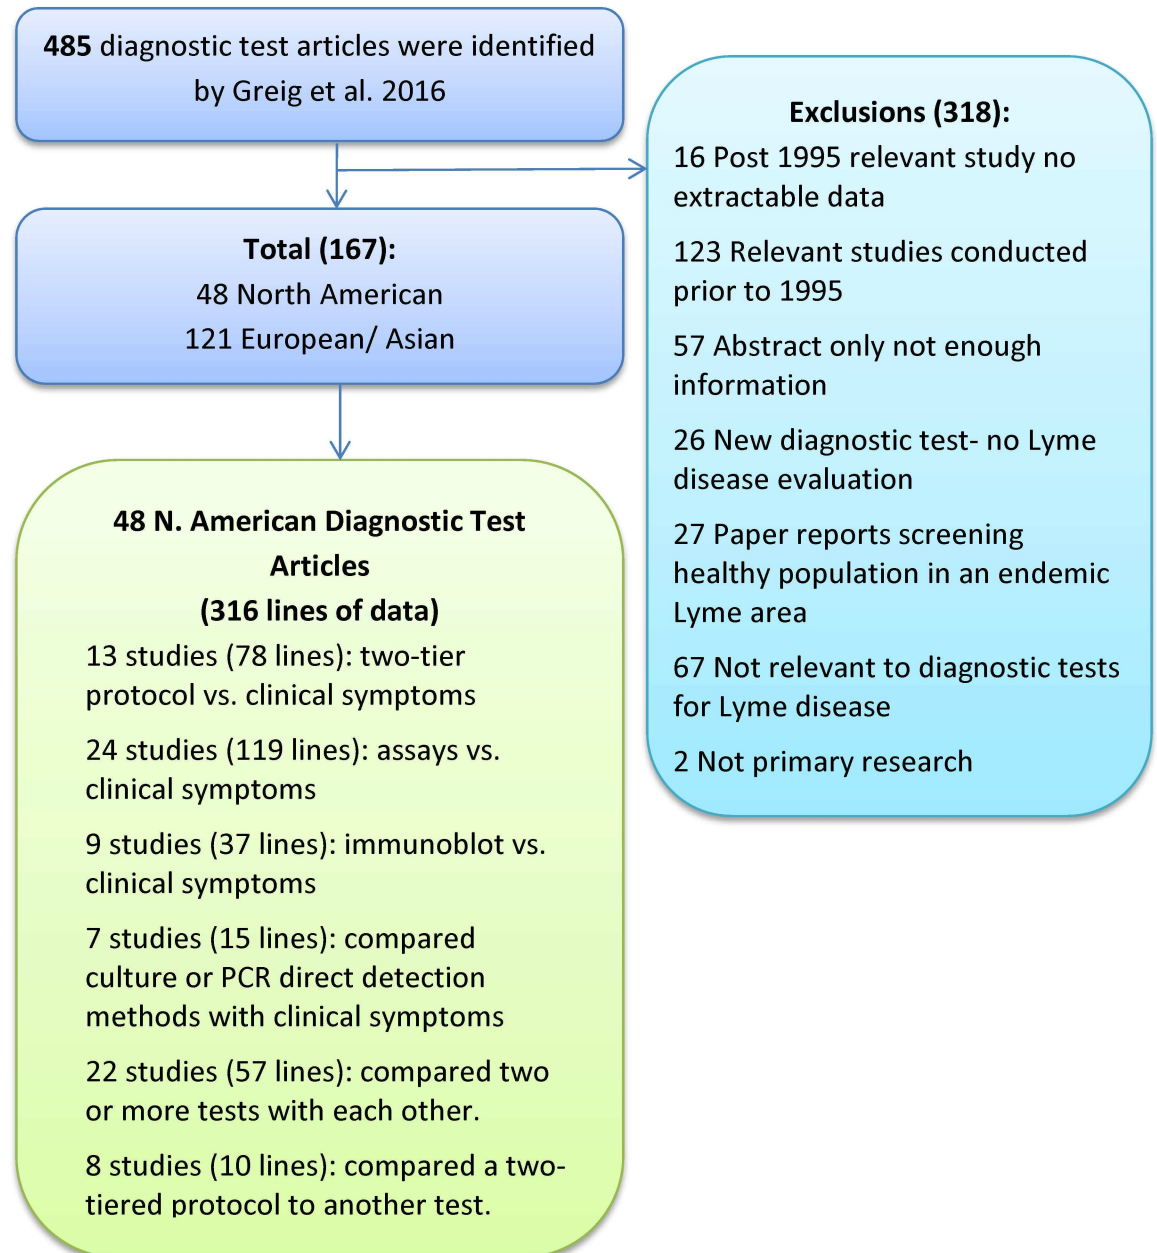 485 diagnostic test articles were identified
by Greig et al. 2016
Total (167):
48 North American
121 European/ Asian
Exclusions (318):
16 Post 1995 relevant study no
extractable data
123 Relevant studies conducted
prior to 1995
57 Abstract only not enough
information
26 New diagnostic test- no Lyme
disease evaluation
27 Paper reports screening
healthy population in an endemic
Lyme area
67 Not relevant to diagnostic tests
for Lyme disease
2 Not primary research
48 N. American Diagnostic Test
Articles
(316 lines of data)
13 studies (78 lines): two-tier
protocol vs. clinical symptoms
24 studies (119 lines): assays vs.
clinical symptoms
9 studies (37 lines): immunoblot vs.
clinical symptoms
7 studies (15 lines): compared
culture or PCR direct detection
methods with clinical symptoms
22 studies (57 lines): compared two
or more tests with each other.
8 studies (10 lines): compared a two-
tiered protocol to another test.